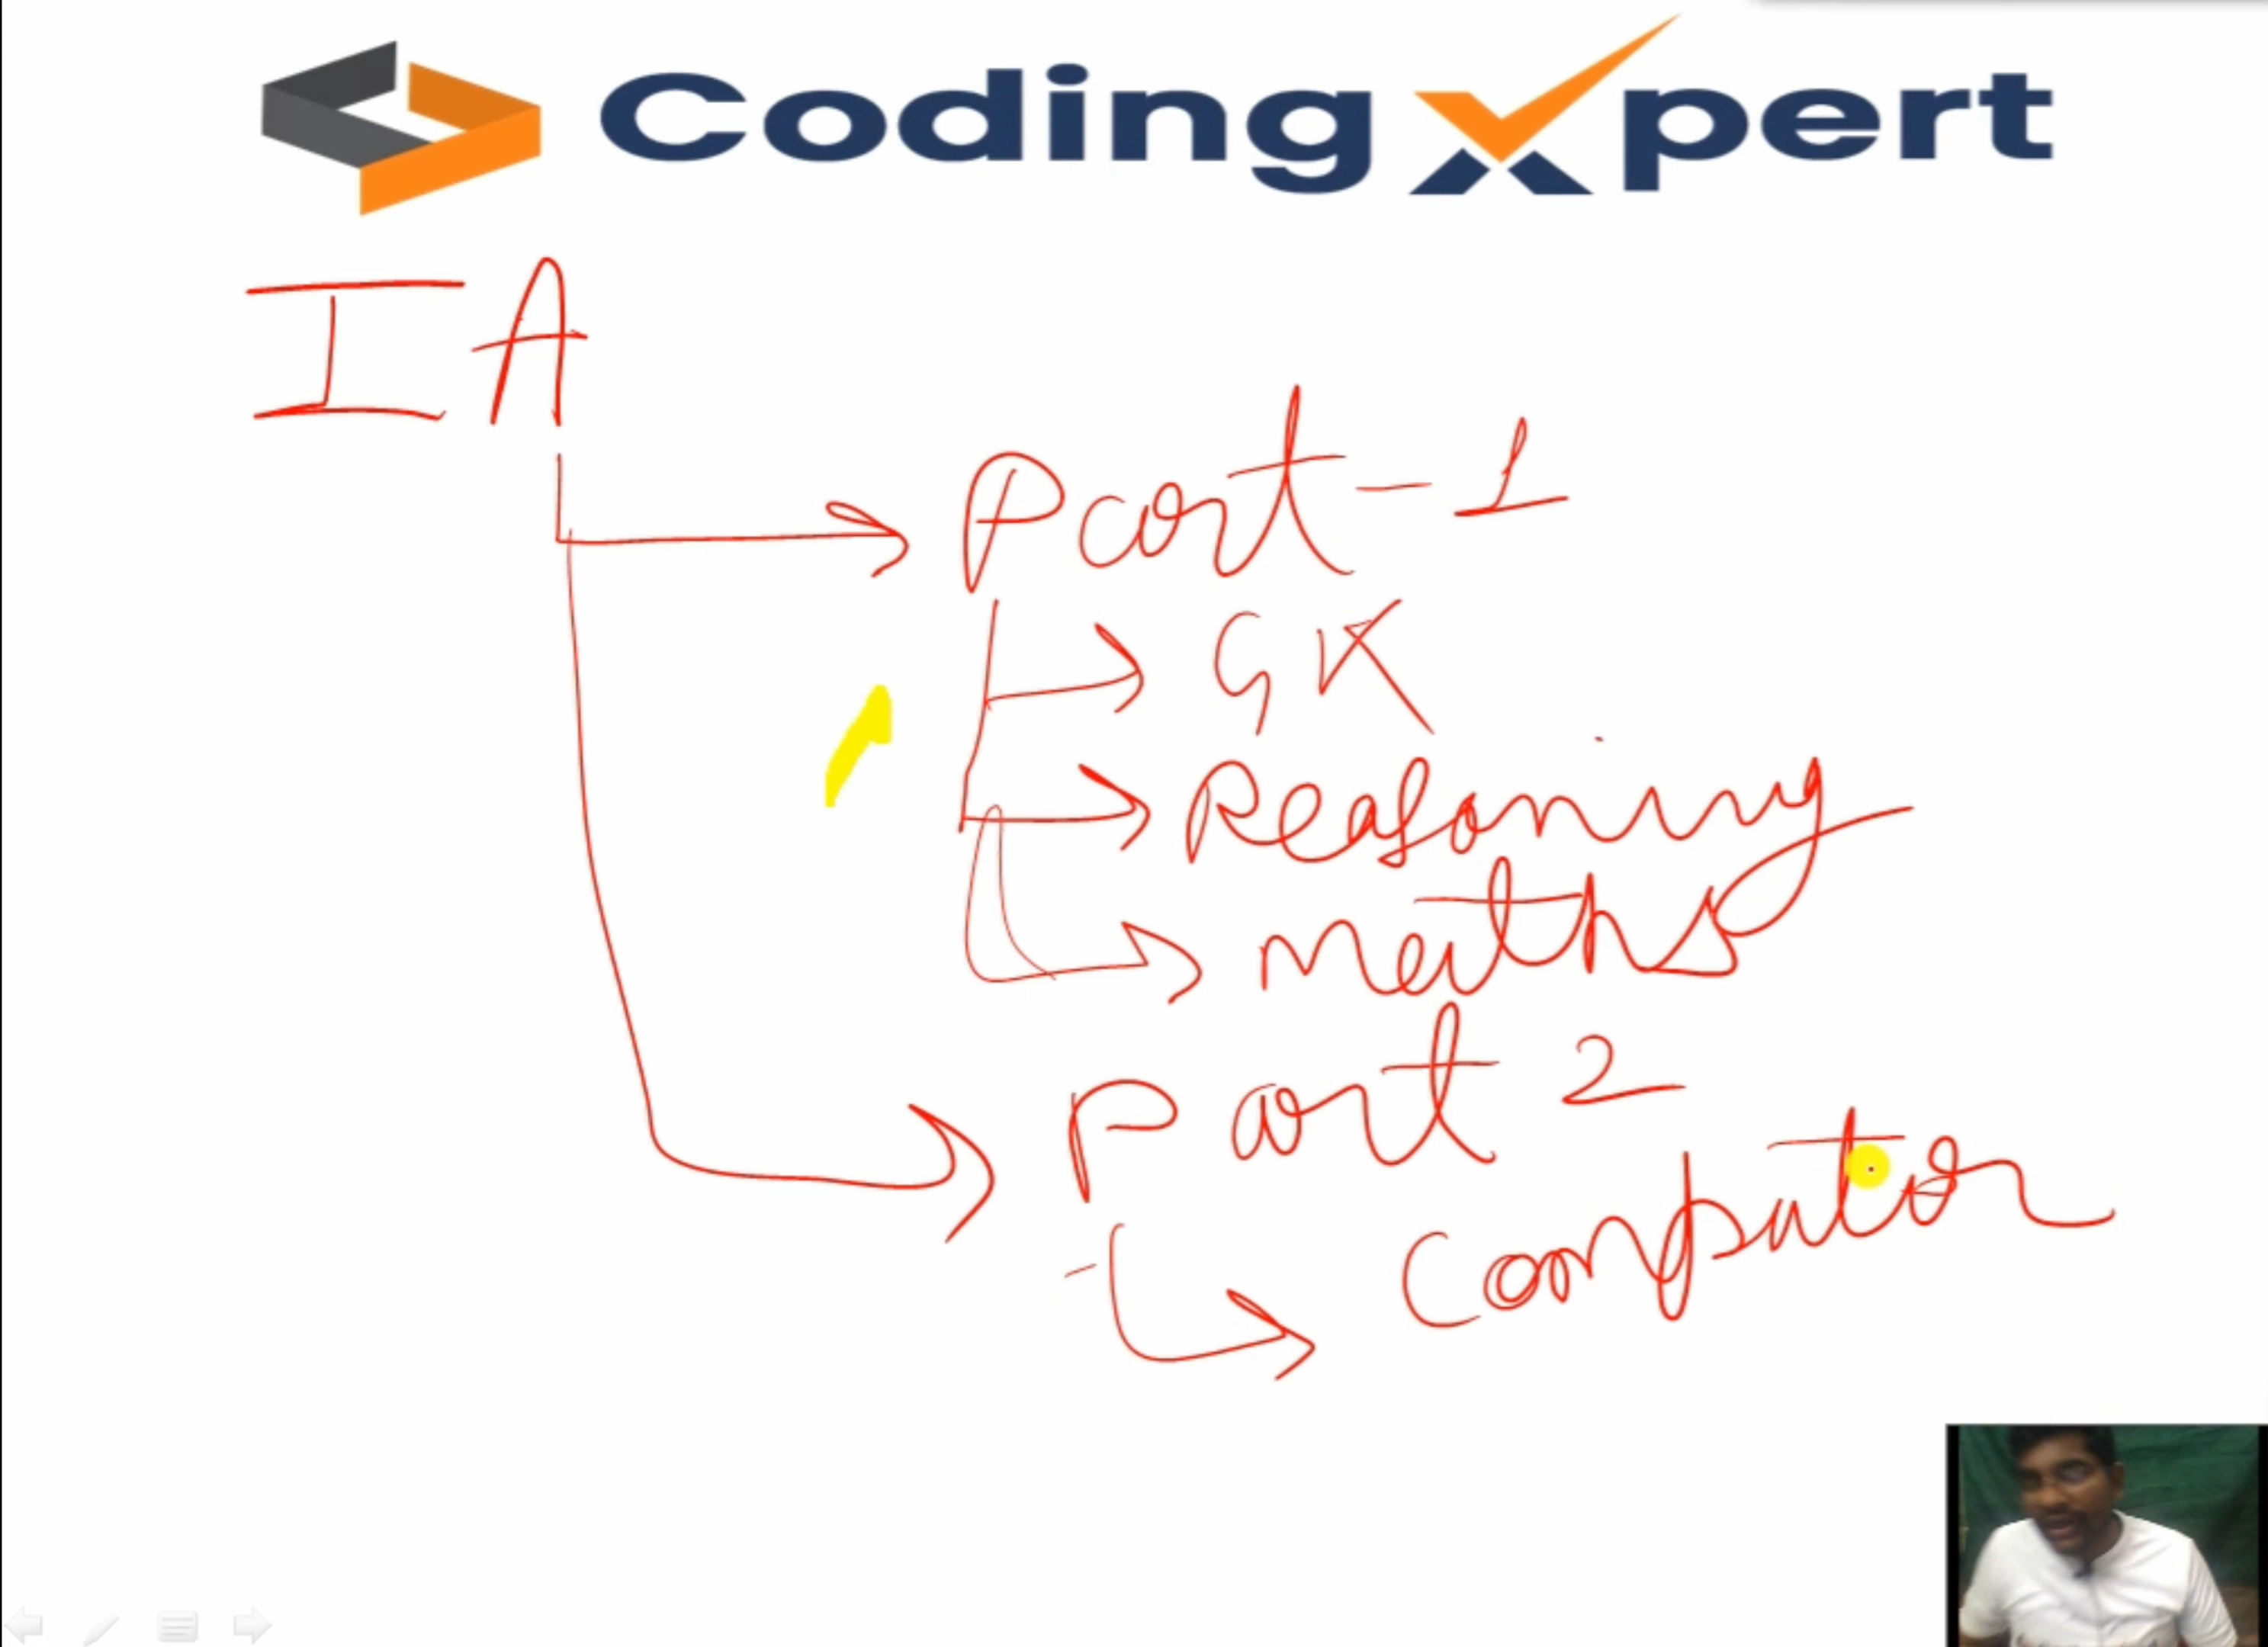 Coding Xpert
IA
Part-1
GK
Reasoning
Maths
Part 2
Computer